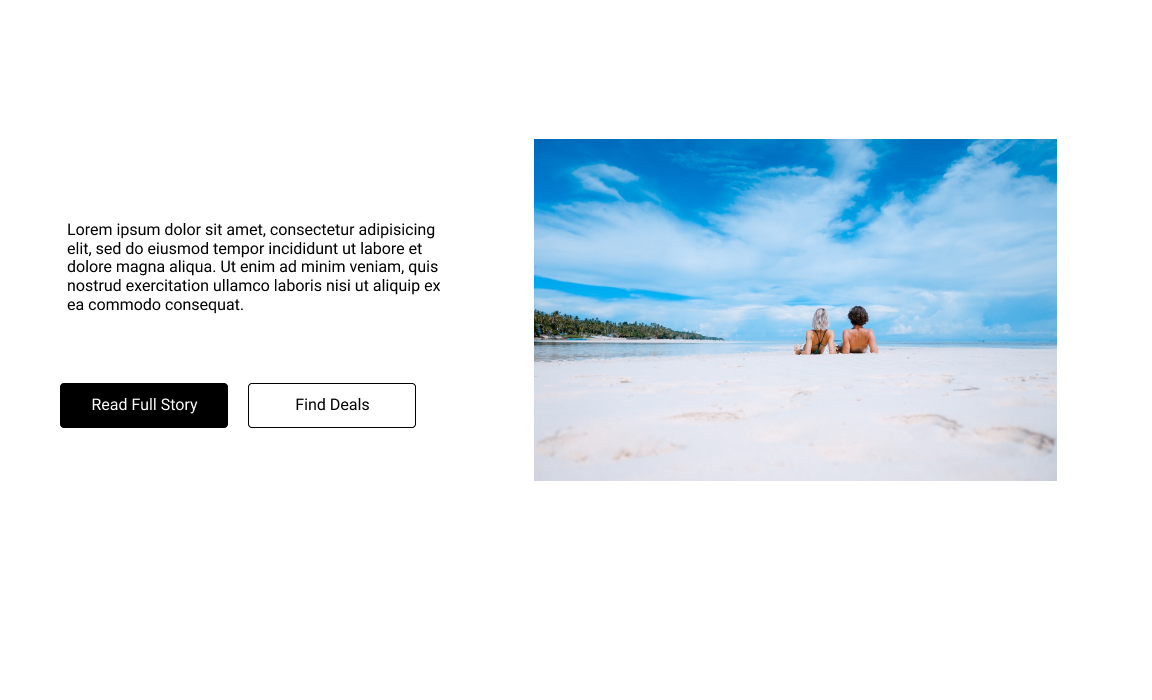 Lorem ipsum dolor sit amet, consectetur adipisicing
elit, sed do eiusmod tempor incididunt ut labore et
dolore magna aliqua. Ut enim ad minim veniam, quis
nostrud exercitation ullamco laboris nisi ut aliquip ex
ea commodo consequat.
Read Full Story
Find Deals